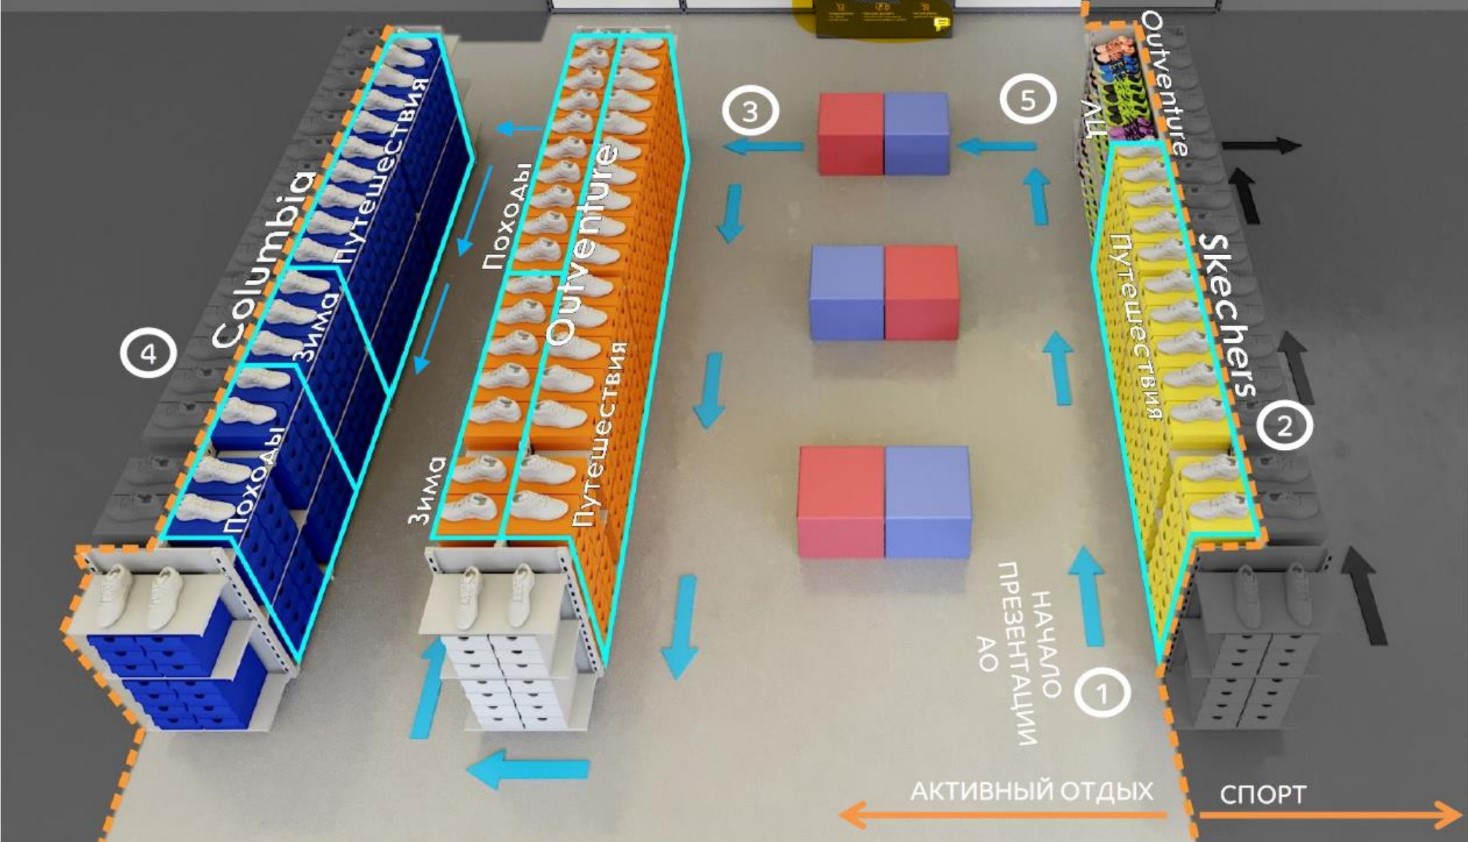 Columbia
Путешествия
Зима
Походы
4
Outventure
Походы
Зима
Путешествия
3
5
Outventure
ЛЦ
Skechers
Путешествия
2
НАЧАЛО
ПРЕЗЕНТАЦИИ
АО
1
АКТИВНЫЙ ОТДЫХ
СПОРТ